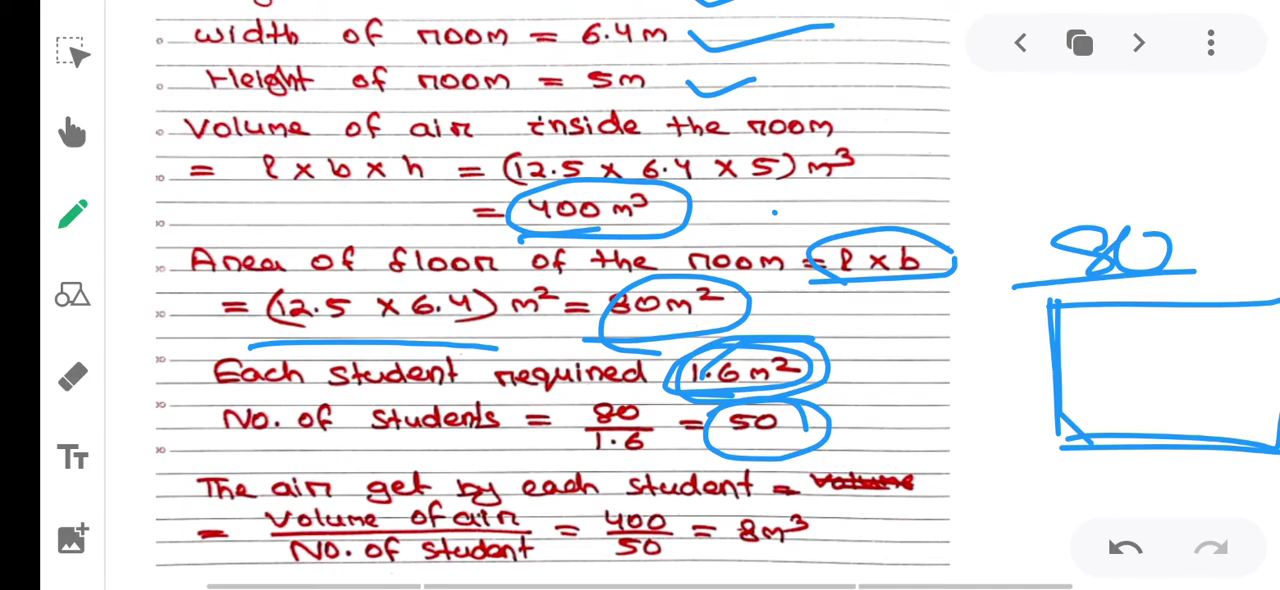 width of room = 6.4 m
Height of room = 5m
Volume of air inside the room
= l x b x h = (12.5 x 6.4 x 5) m³
= 400 m³
Area of floor of the room = l x b
= (12.5 x 6.4) m² = 80m²
80
Each student required 1.6 m²
No. of students = 80/1.6 = 50
The air get by each student =
= Volume of air/No. of student = 400/50 = 8m³
Tt